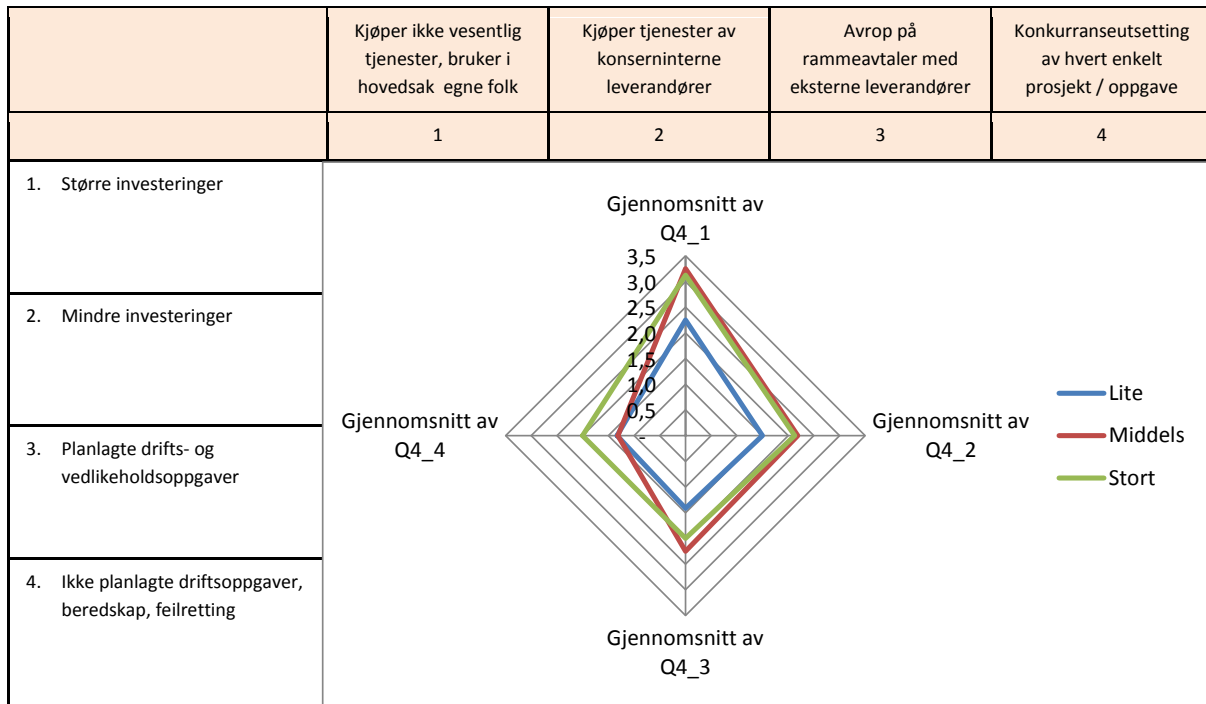 Kjøper ikke vesentlig
tjenester, bruker i
hovedsak egne folk
Kjøper tjenester av
konserninterne
leverandører
Avrop på
rammeavtaler med
eksterne leverandører
Konkurranseutsetting
av hvert enkelt
prosjekt / oppgave
1
2
3
4
1. Større investeringer
2. Mindre investeringer
3. Planlagte drifts- og
vedlikeholdsoppgaver
4. Ikke planlagte driftsoppgaver,
beredskap, feilretting
Gjennomsnitt av
Q4_1
3,5
3,0
2,5
2,0
1,5
1,0
0,5
-
Gjennomsnitt av
Q4_4
Gjennomsnitt av
Q4_2
Gjennomsnitt av
Q4_3
Lite
Middels
Stort